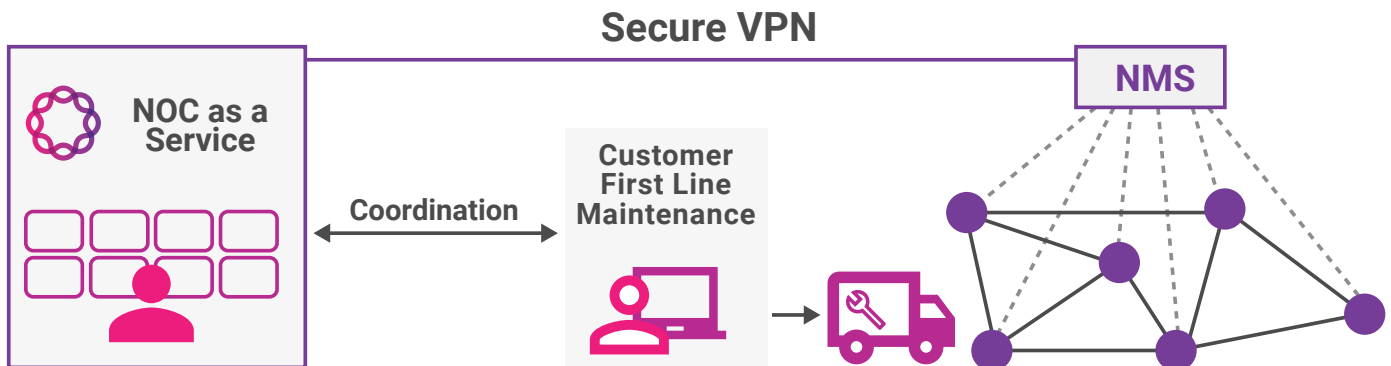 Secure VPN
NOC as a
Service
NMS
Coordination
Customer
First Line
Maintenance